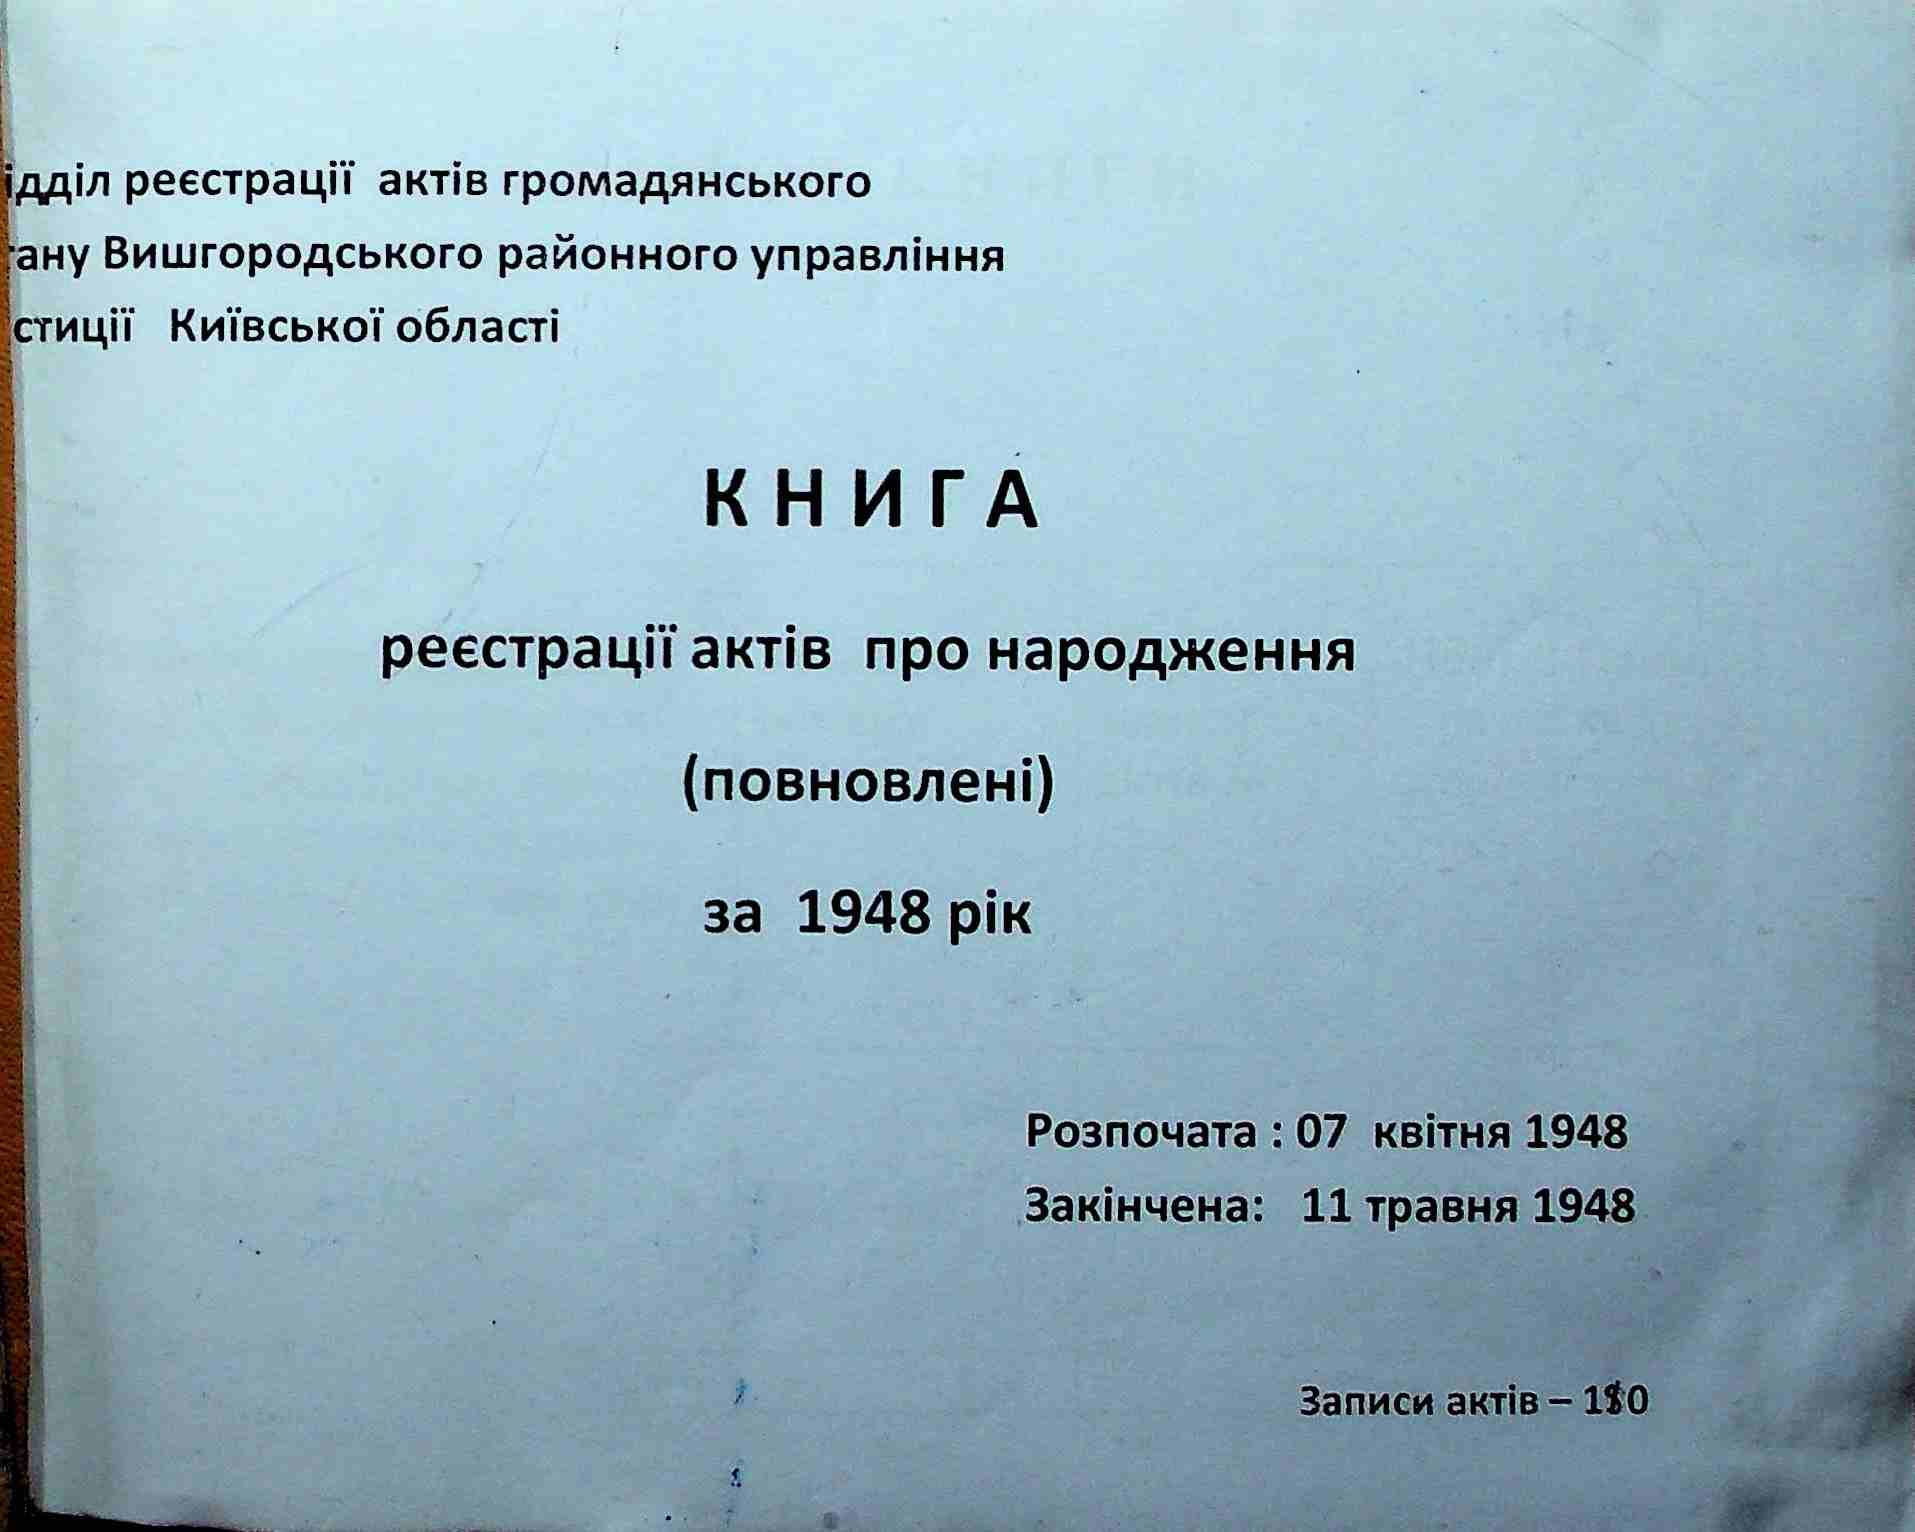 ідділ реєстрації актів громадянського
ану Вишгородського районного управління
стиції Київської області
КНИГА
реєстрації актів про народження
(повновлені)
за 1948 рік
Розпочата : 07 квітня 1948
Закінчена: 11 травня 1948
Записи актів –